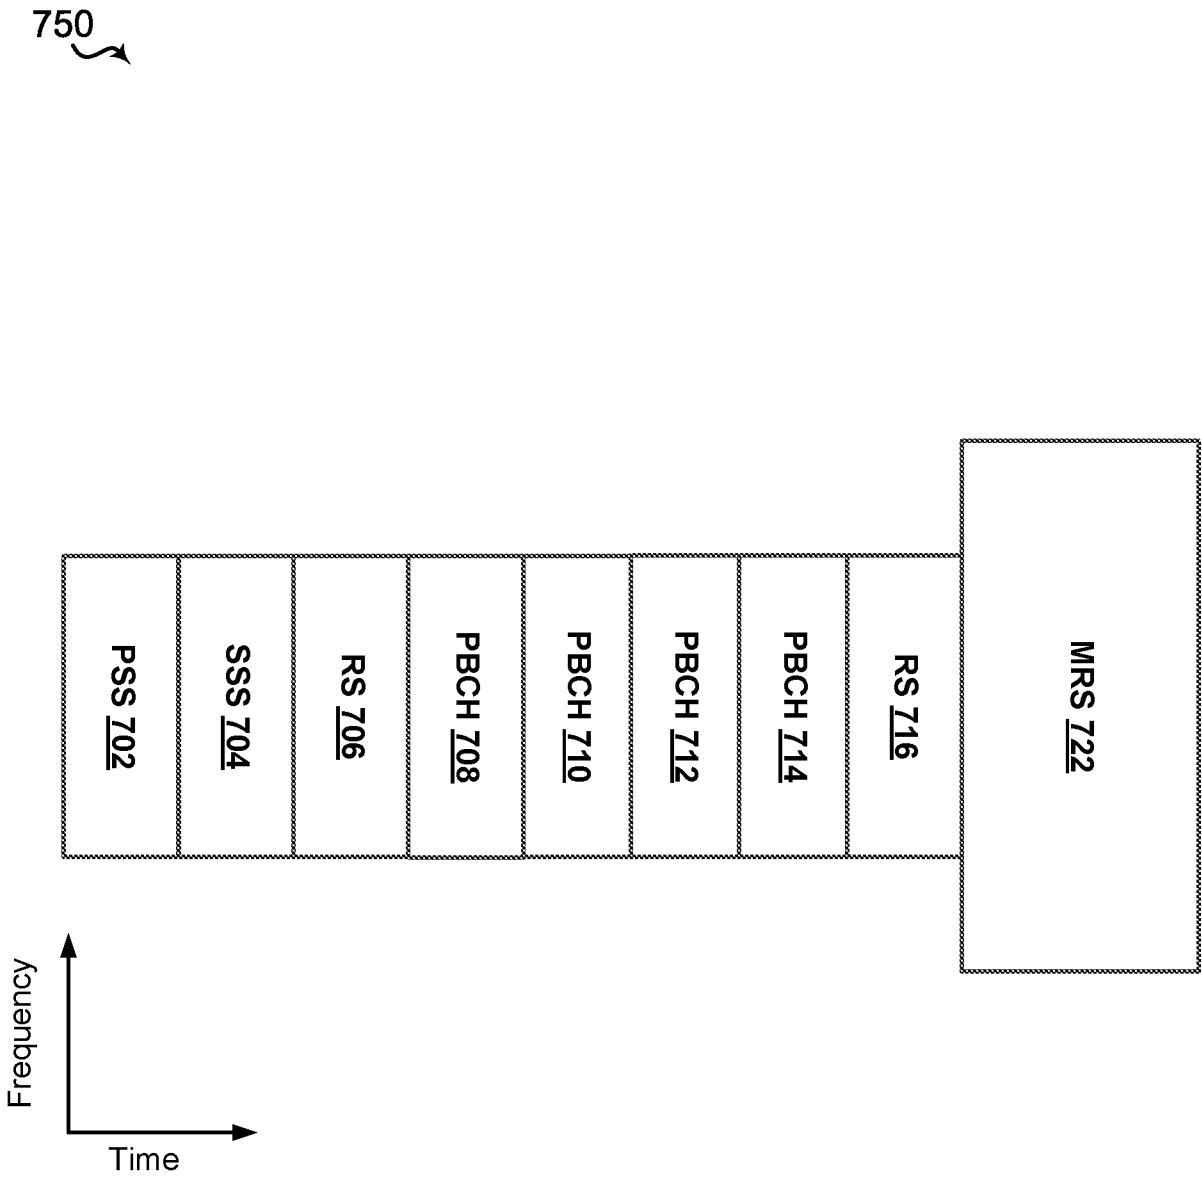 750
PSS 702
SSS 704
RS 706
PBCH 708
PBCH 710
PBCH 712
PBCH 714
RS 716
MRS 722
Frequency
Time